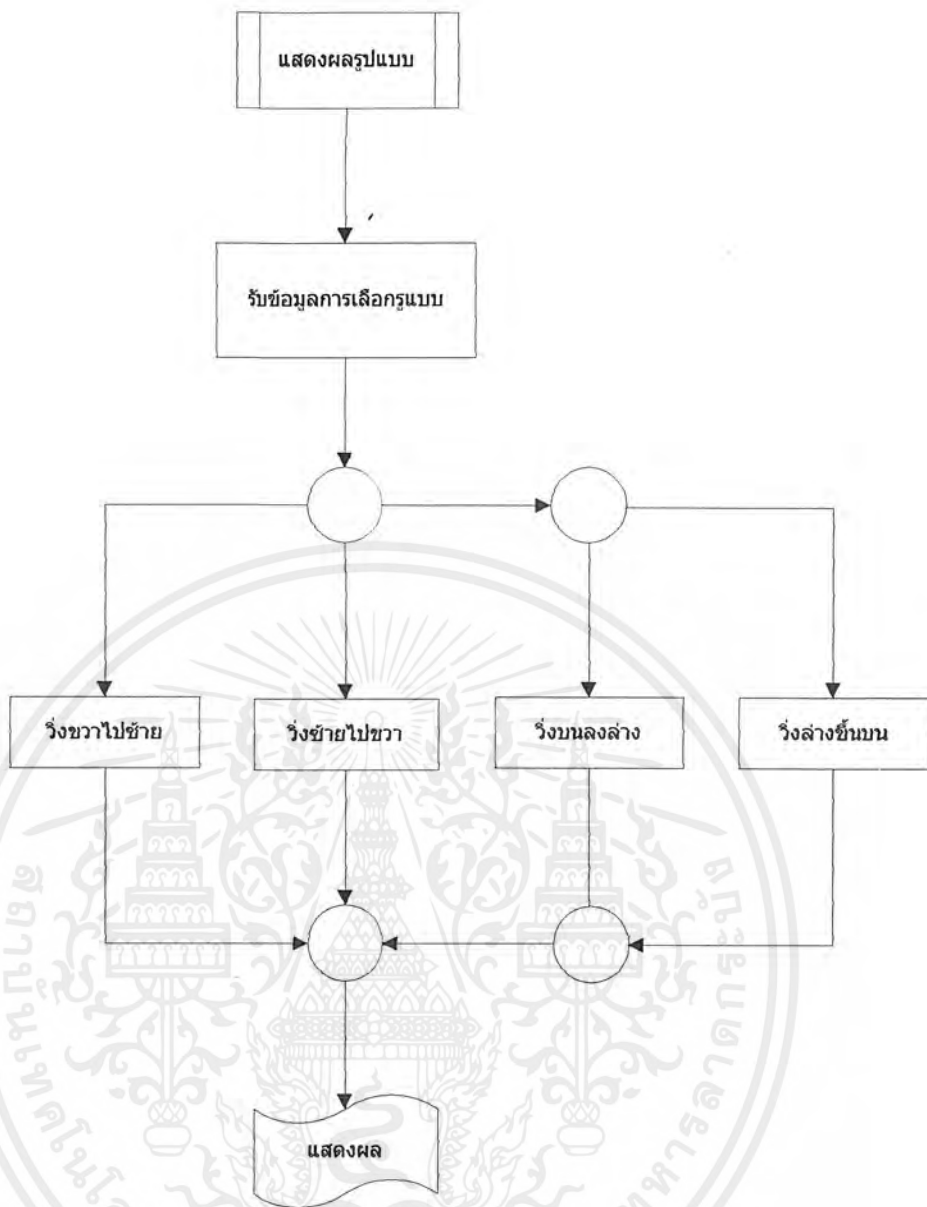 แสดงผลรูปแบบ
รับข้อมูลการเลือกรูแบบ
วิ่งขวาไปซ้าย
วิ่งซ้ายไปขวา
วิ่งบนลงล่าง
วิ่งล่างขึ้นบน
แสดงผล